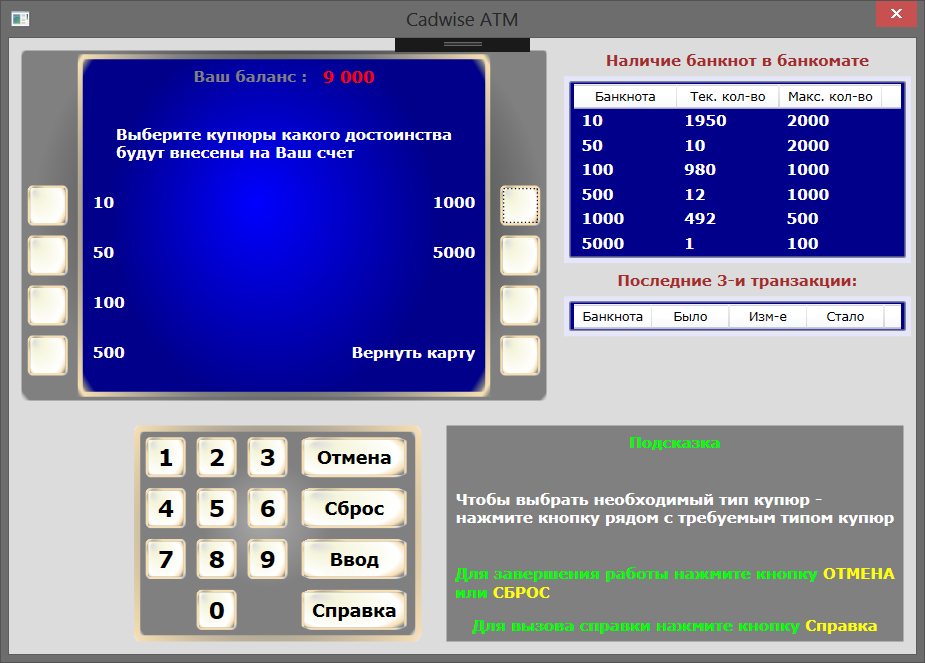 Cadwise ATM
Ваш баланс : 9 000
Выберите купюры какого достоинства
будут внесены на Ваш счет
10 1000
50 5000
100
500 Вернуть карту
Наличие банкнот в банкомате
Банкнота Тек. кол-во Макс. кол-во
10 1950 2000
50 10 2000
100 980 1000
500 12 1000
1000 492 500
5000 1 100
Последние 3-и транзакции:
Банкнота Было Изм-е Стало
1 2 3 Отмена
4 5 6 Сброс
7 8 9 Ввод
0 Справка
Подсказка
Чтобы выбрать необходимый тип купюр -
нажмите кнопку рядом с требуемым типом купюр
Для завершения работы нажмите кнопку ОТМЕНА
или СБРОС
Для вызова справки нажмите кнопку Справка